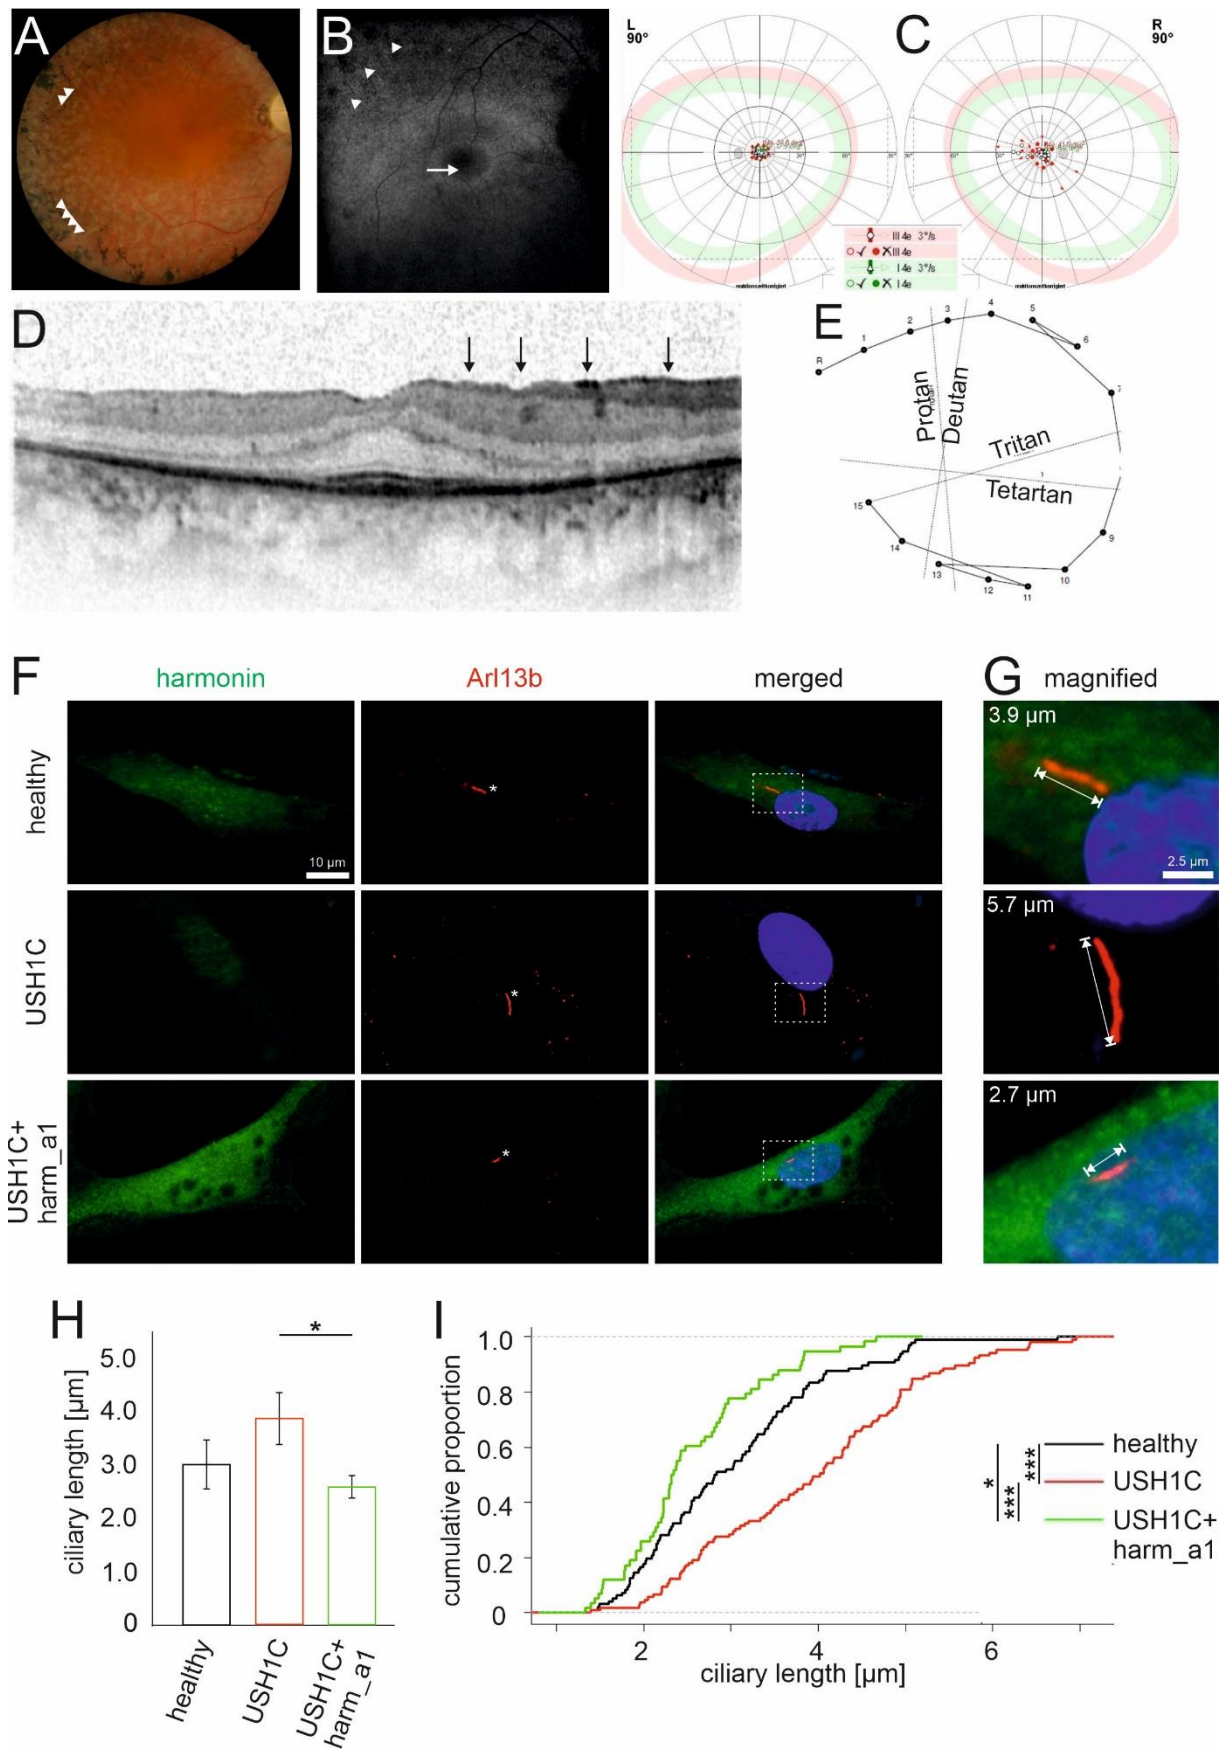 A
B
C
L
90°
R
90°
III 4e 3°/s
III 4e
I 4e 3°/s
I 4e
D
E
R
1
2
3
4
5
6
7
9
10
11
12
13
14
15
Protan
Deutan
Tritan
Tetartan
F
harmonin
Arl13b
merged
G
magnified
healthy
10 µm
3.9 µm
2.5 µm
USH1C
5.7 µm
USH1C+
harm_a1
2.7 µm
H
*
ciliary length [µm]
5.0
4.0
3.0
2.0
1.0
0
healthy
USH1C
USH1C+
harm_a1
I
cumulative proportion
1.0
0.8
0.6
0.4
0.2
0
2
4
6
ciliary length [µm]
*
***
***
healthy
USH1C
USH1C+
harm_a1